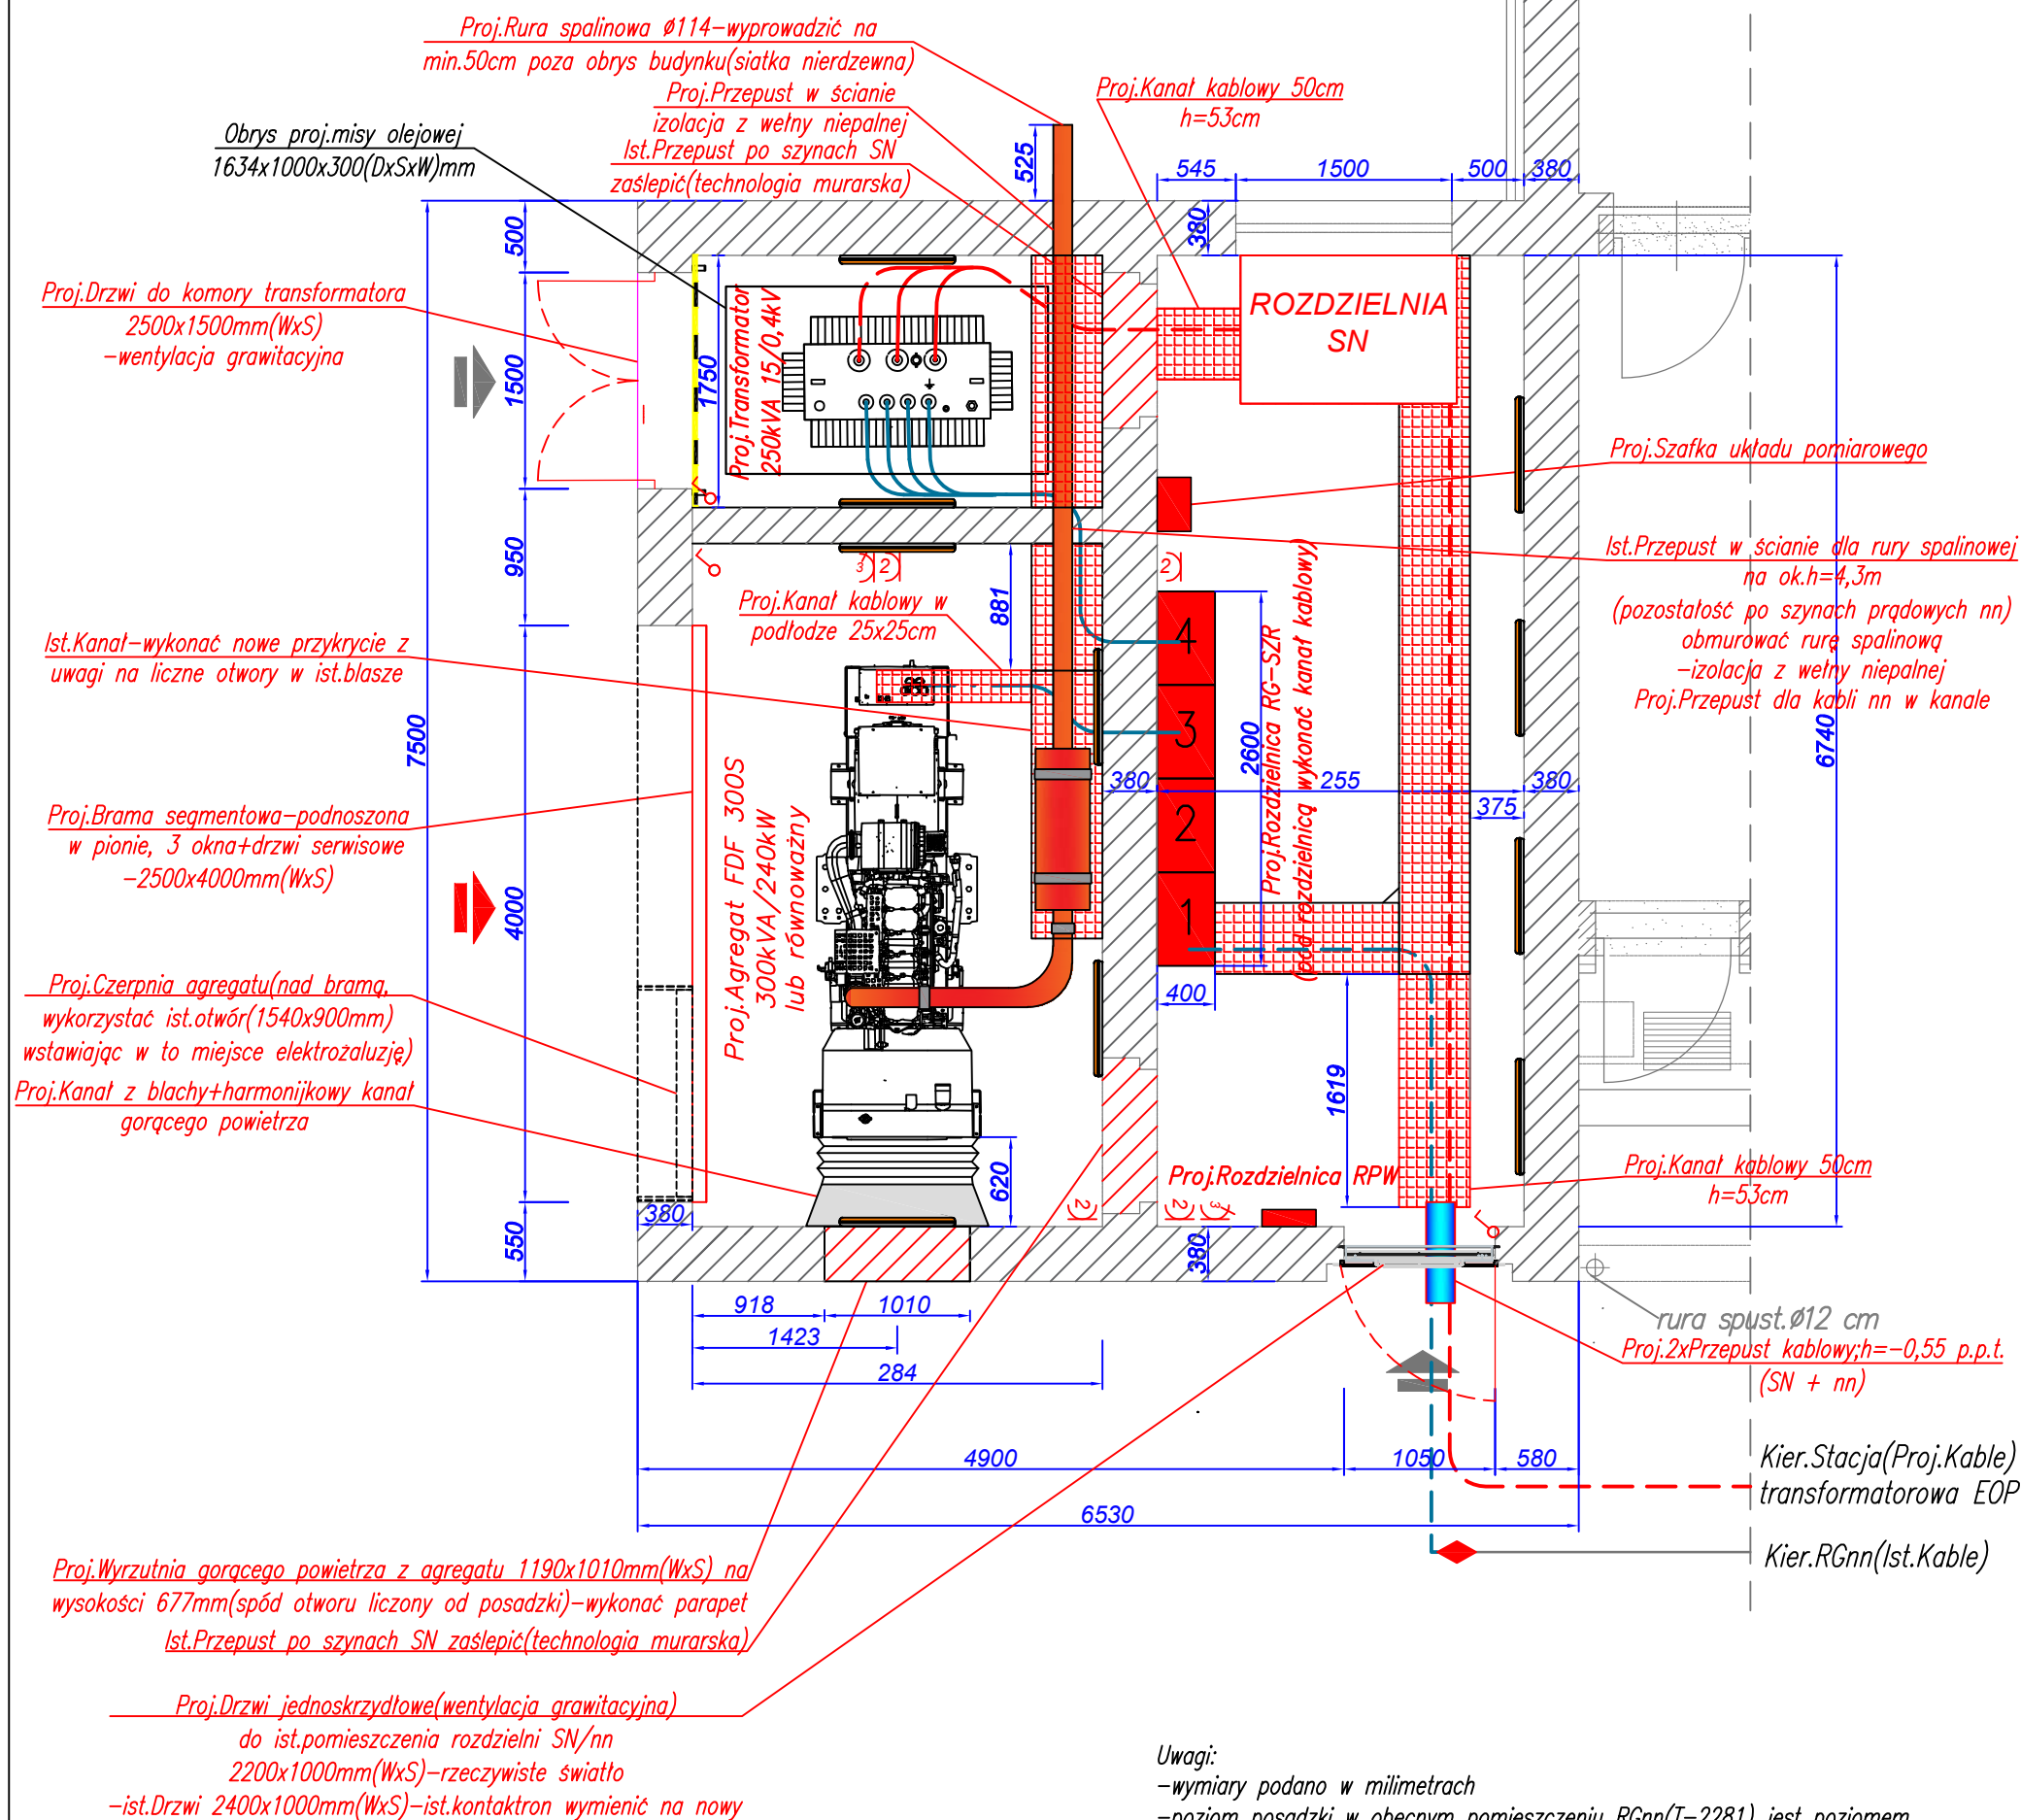 Proj.Rura spalinowa Ø114-wyprowadzić na
min.50cm poza obrys budynku(siatka nierdzewna)
Proj.Przepust w ścianie
izolacja z wełny niepalnej
Ist.Przepust po szynach SN
zaślepić(technologia murarska)
Proj.Kanał kablowy 50cm
h=53cm
Obrys proj.misy olejowej
1634x1000x300(DxSxW)mm
525
545
1500
500
380
380
500
Proj.Drzwi do komory transformatora
2500x1500mm(WxS)
-wentylacja grawitacyjna
1500
1750
Proj.Transformator
250kVA 15/0,4kV
ROZDZIELNIA
SN
Proj.Szafka układu pomiarowego
950
3
2
2
881
Ist.Przepust w ścianie dla rury spalinowej
na ok.h=4,3m
(pozostałość po szynach prądowych nn)
obmurować rurę spalinową
-izolacja z wełny niepalnej
Proj.Przepust dla kabli nn w kanale
Proj.Kanał kablowy w
podłodze 25x25cm
Ist.Kanał-wykonać nowe przykrycie z
uwagi na liczne otwory w ist.blasze
7500
4
3
2
1
2600
Proj.Rozdzielnica RG-SZR
(pod rozdzielnicą wykonać kanał kablowy)
6740
380
255
380
375
Proj.Brama segmentowa-podnoszona
w pionie, 3 okna+drzwi serwisowe
-2500x4000mm(WxS)
4000
Proj.Agregat FDF 300S
300kVA/240kW
lub równoważny
Proj.Czerpnia agregatu(nad bramą,
wykorzystać ist.otwór(1540x900mm)
wstawiając w to miejsce elektrożaluzję)
Proj.Kanał z blachy+harmonijkowy kanał
gorącego powietrza
400
1619
620
Proj.Rozdzielnica RPW
Proj.Kanał kablowy 50cm
h=53cm
2
2
3
380
550
380
rura spust.Ø12 cm
Proj.2xPrzepust kablowy;h=-0,55 p.p.t.
(SN + nn)
918
1010
1423
284
4900
1050
580
6530
Kier.Stacja(Proj.Kable)
transformatorowa EOP
Kier.RGnn(Ist.Kable)
Proj.Wyrzutnia gorącego powietrza z agregatu 1190x1010mm(WxS) na
wysokości 677mm(spód otworu liczony od posadzki)-wykonać parapet
Ist.Przepust po szynach SN zaślepić(technologia murarska)
Proj.Drzwi jednoskrzydłowe(wentylacja grawitacyjna)
do ist.pomieszczenia rozdzielni SN/nn
2200x1000mm(WxS)-rzeczywiste światło
-ist.Drzwi 2400x1000mm(WxS)-ist.kontaktron wymienić na nowy
Uwagi:
-wymiary podano w milimetrach
-poziom posadzki w obecnym pomieszczeniu RGnn(T-2281) jest poziomem